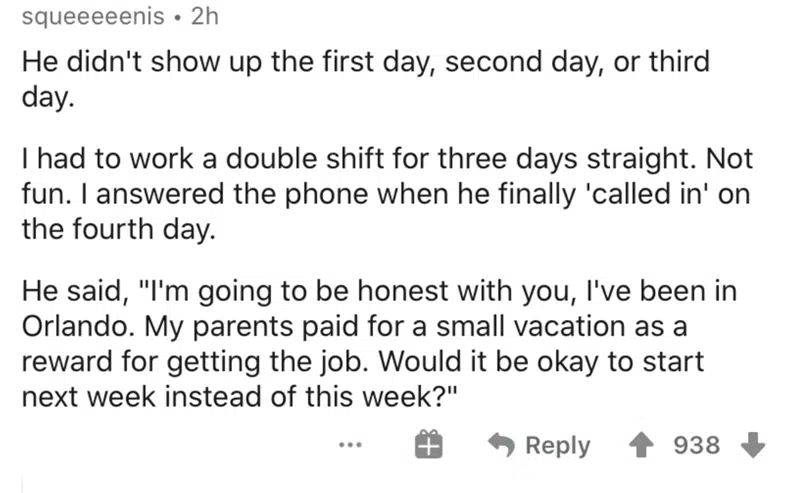 squeeeeenis • 2h
He didn't show up the first day, second day, or third
day.
I had to work a double shift for three days straight. Not
fun. I answered the phone when he finally 'called in' on
the fourth day.
He said, "I'm going to be honest with you, I've been in
Orlando. My parents paid for a small vacation as a
reward for getting the job. Would it be okay to start
next week instead of this week?"
... Reply 938